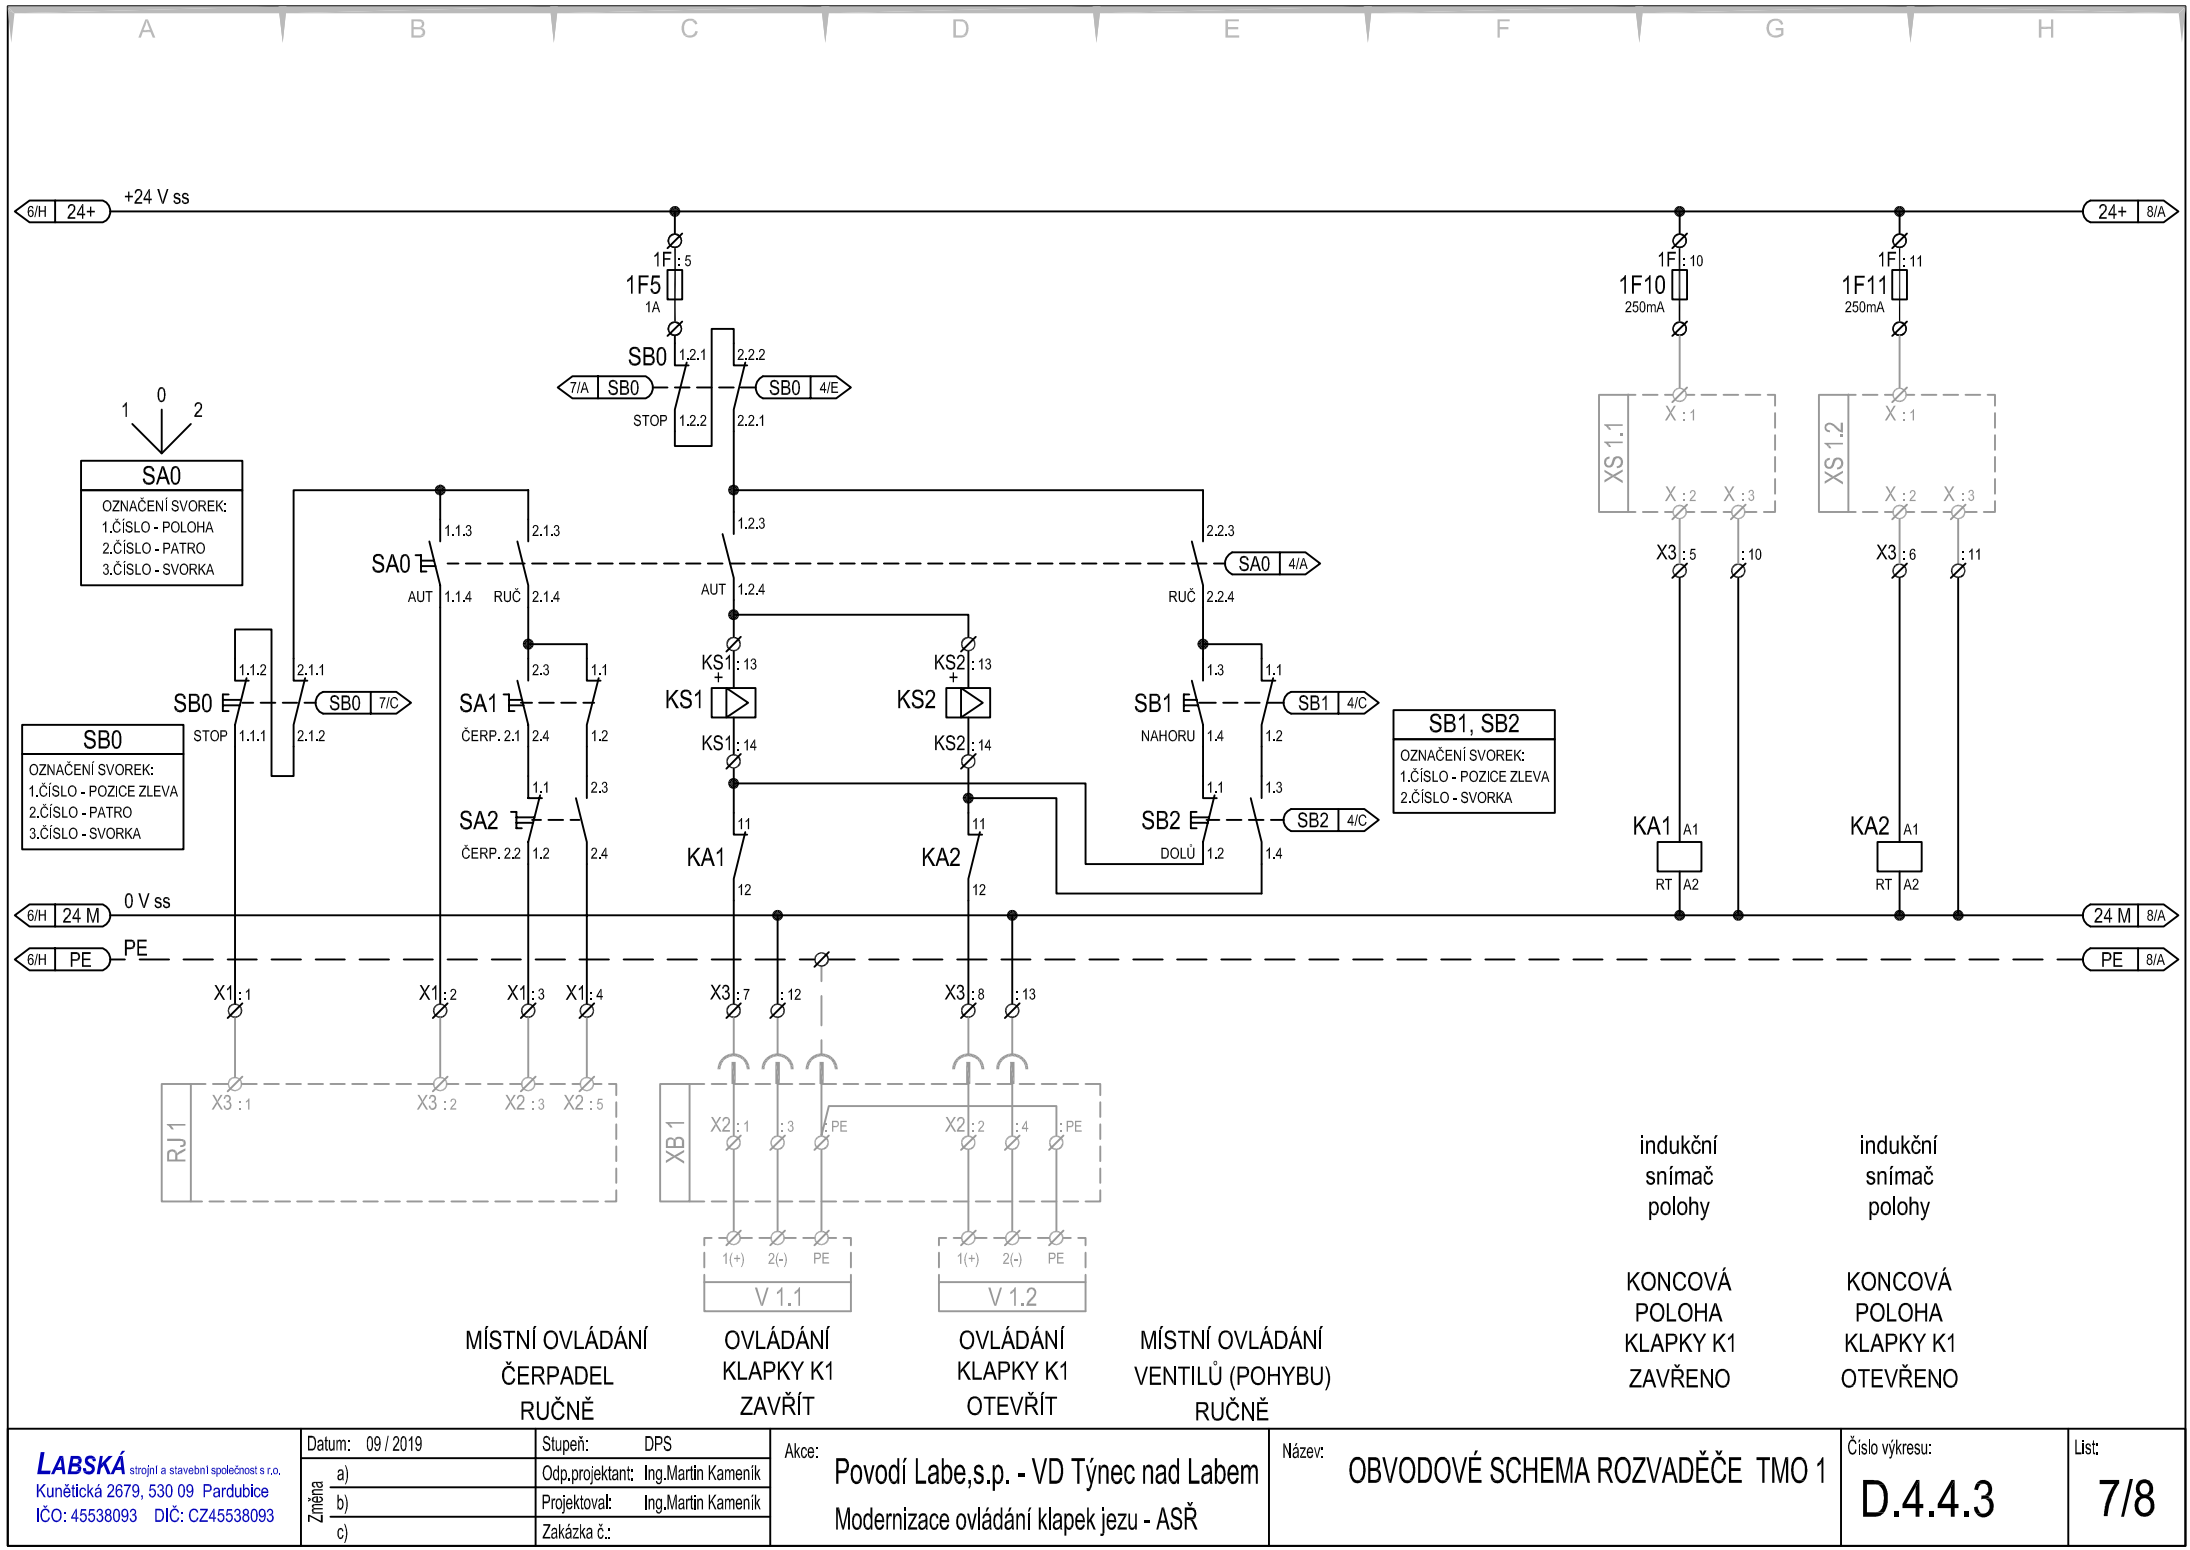 A B C D E F G H
6/H 24+ +24 V ss 24+ 8/A
1F : 5 1F : 10 1F : 11
1F5 1F10 1F11
1A 250mA 250mA
SB0 1.2.1 2.2.2
7/A SB0 SB0 4/E
STOP 1.2.2 2.2.1
1 0 2
SA0
OZNAČENÍ SVOREK:
1.ČÍSLO - POLOHA
2.ČÍSLO - PATRO
3.ČÍSLO - SVORKA
XS 1.1 X : 1 X : 2 X : 3
XS 1.2 X : 1 X : 2 X : 3
1.1.3 2.1.3 1.2.3 2.2.3
SA0 SA0 4/A
AUT 1.1.4 RUČ 2.1.4 AUT 1.2.4 RUČ 2.2.4
X3 : 5 : 10 X3 : 6 : 11
1.1.2 2.1.1 2.3 1.1 KS1 : 13 KS2 : 13 1.3 1.1
+ +
SB0 SB0 7/C SA1 KS1 KS2 SB1 SB1 4/C
STOP 1.1.1 2.1.2 ČERP. 2.1 2.4 1.2 KS1 : 14 KS2 : 14 NAHORU 1.4 1.2
SB0
OZNAČENÍ SVOREK:
1.ČÍSLO - POZICE ZLEVA
2.ČÍSLO - PATRO
3.ČÍSLO - SVORKA
SB1, SB2
OZNAČENÍ SVOREK:
1.ČÍSLO - POZICE ZLEVA
2.ČÍSLO - SVORKA
1.1 2.3 1.1 1.3
SA2 11 11 SB2 SB2 4/C
ČERP. 2.2 1.2 2.4 KA1 KA2 DOLŮ 1.2 1.4
12 12
KA1 A1 KA2 A1
RT A2 RT A2
6/H 24 M 0 V ss 24 M 8/A
6/H PE PE PE 8/A
X1 : 1 X1 : 2 X1 : 3 X1 : 4 X3 : 7 : 12 X3 : 8 : 13
RJ 1 X3 : 1 X3 : 2 X2 : 3 X2 : 5
XB 1 X2 : 1 : 3 : PE X2 : 2 : 4 : PE
1(+) 2(-) PE 1(+) 2(-) PE
V 1.1 V 1.2
indukční
snímač
polohy
indukční
snímač
polohy
MÍSTNÍ OVLÁDÁNÍ
ČERPADEL
RUČNĚ
OVLÁDÁNÍ
KLAPKY K1
ZAVŘÍT
OVLÁDÁNÍ
KLAPKY K1
OTEVŘÍT
MÍSTNÍ OVLÁDÁNÍ
VENTILŮ (POHYBU)
RUČNĚ
KONCOVÁ
POLOHA
KLAPKY K1
ZAVŘENO
KONCOVÁ
POLOHA
KLAPKY K1
OTEVŘENO
LABSKÁ strojní a stavební společnost s r.o.
Kunětická 2679, 530 09 Pardubice
IČO: 45538093 DIČ: CZ45538093
Datum: 09 / 2019
Změna
a)
b)
c)
Stupeň: DPS
Odp.projektant: Ing.Martin Kameník
Projektoval: Ing.Martin Kameník
Zakázka č.:
Akce:
Povodí Labe,s.p. - VD Týnec nad Labem
Modernizace ovládání klapek jezu - ASŘ
Název:
OBVODOVÉ SCHEMA ROZVADĚČE TMO 1
Číslo výkresu:
D.4.4.3
List:
7/8